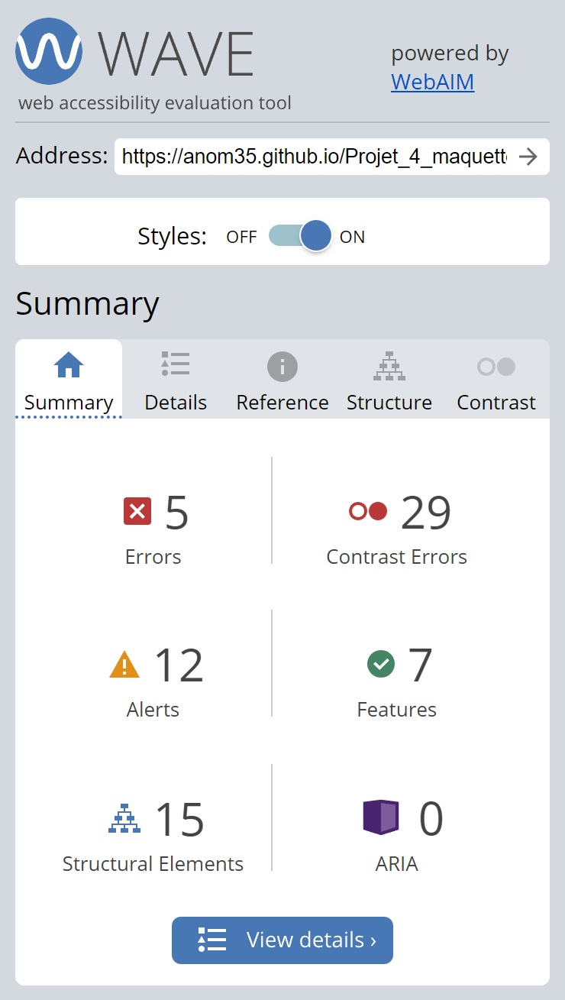 WAVE
powered by
WebAIM
web accessibility evaluation tool
Address: https://anom35.github.io/Projet_4_maquett
Styles: OFF ON
Summary
Summary Details Reference Structure Contrast
5 29
Errors Contrast Errors
12 7
Alerts Features
15 0
Structural Elements ARIA
View details ›